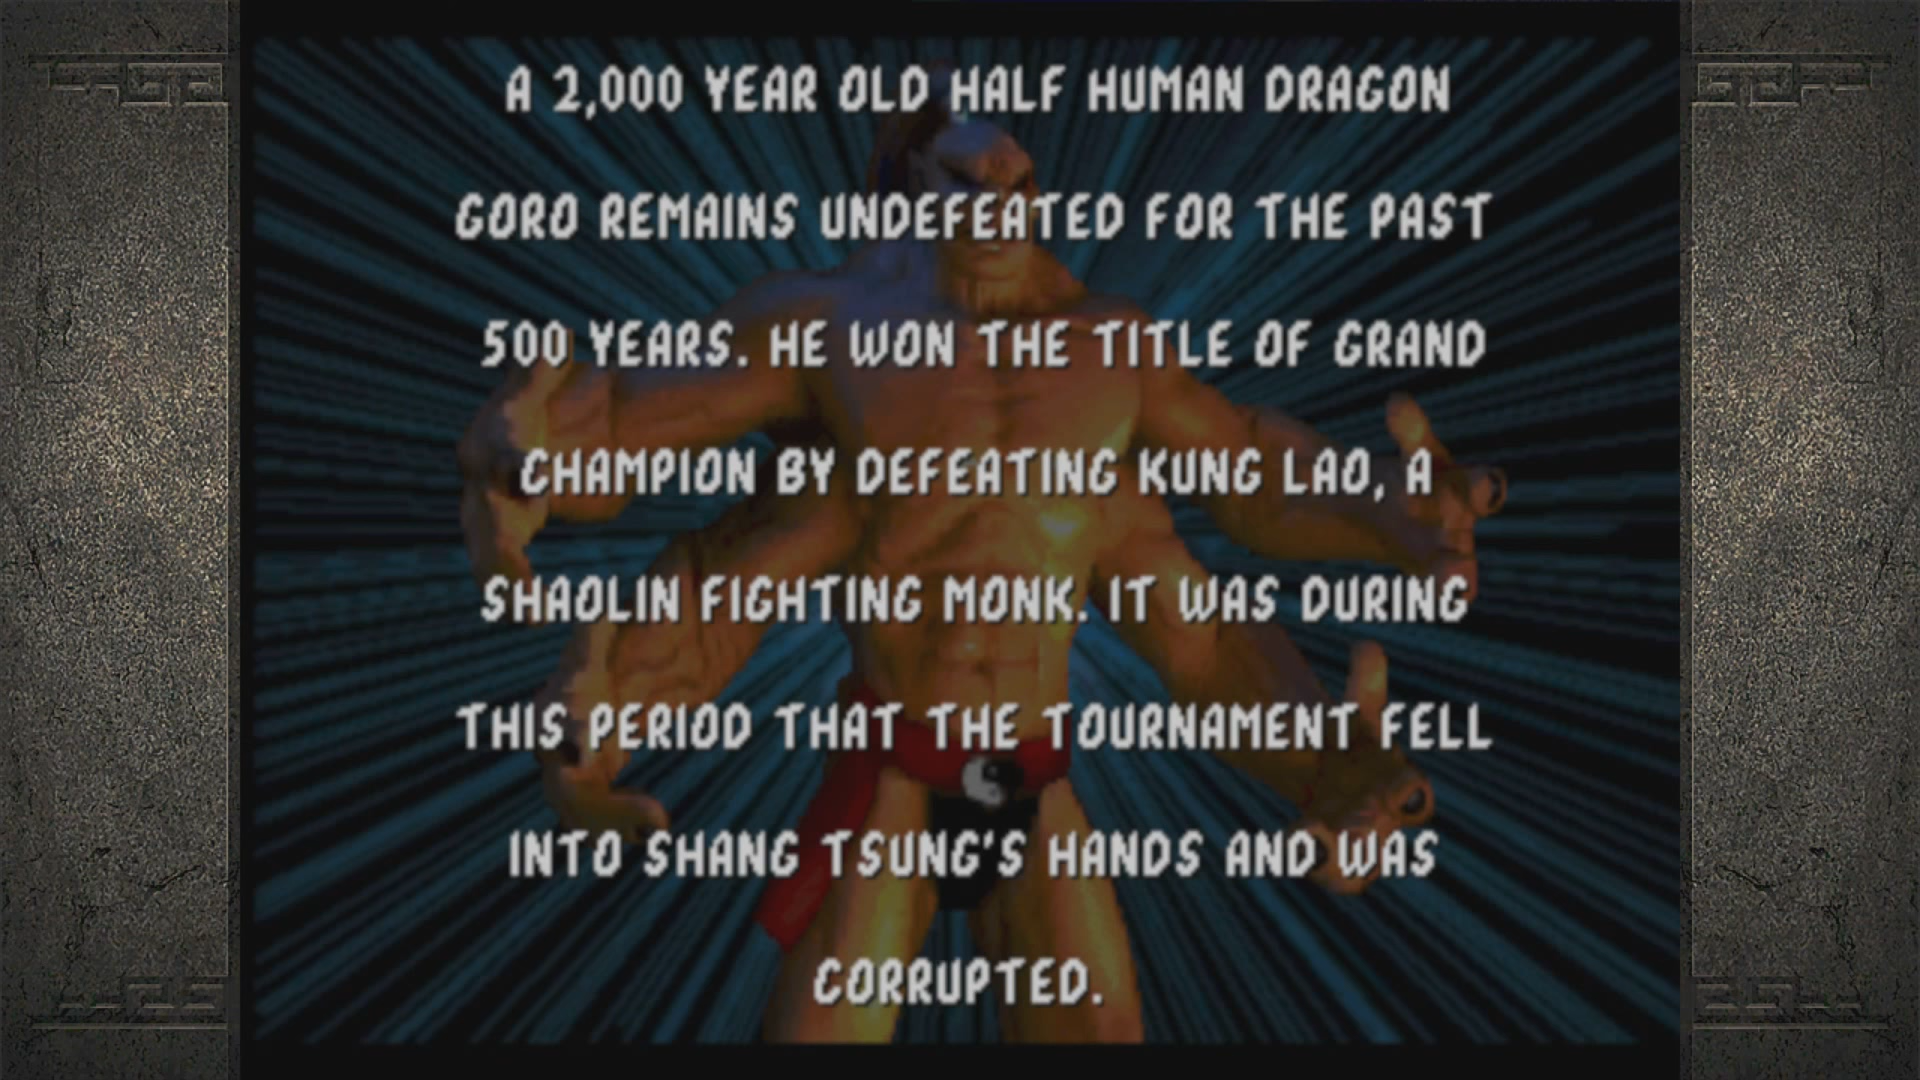 A 2,000 YEAR OLD HALF HUMAN DRAGON
GORO REMAINS UNDEFEATED FOR THE PAST
500 YEARS. HE WON THE TITLE OF GRAND
CHAMPION BY DEFEATING KUNG LAO, A
SHAOLIN FIGHTING MONK. IT WAS DURING
THIS PERIOD THAT THE TOURNAMENT FELL
INTO SHANG TSUNG'S HANDS AND WAS
CORRUPTED.